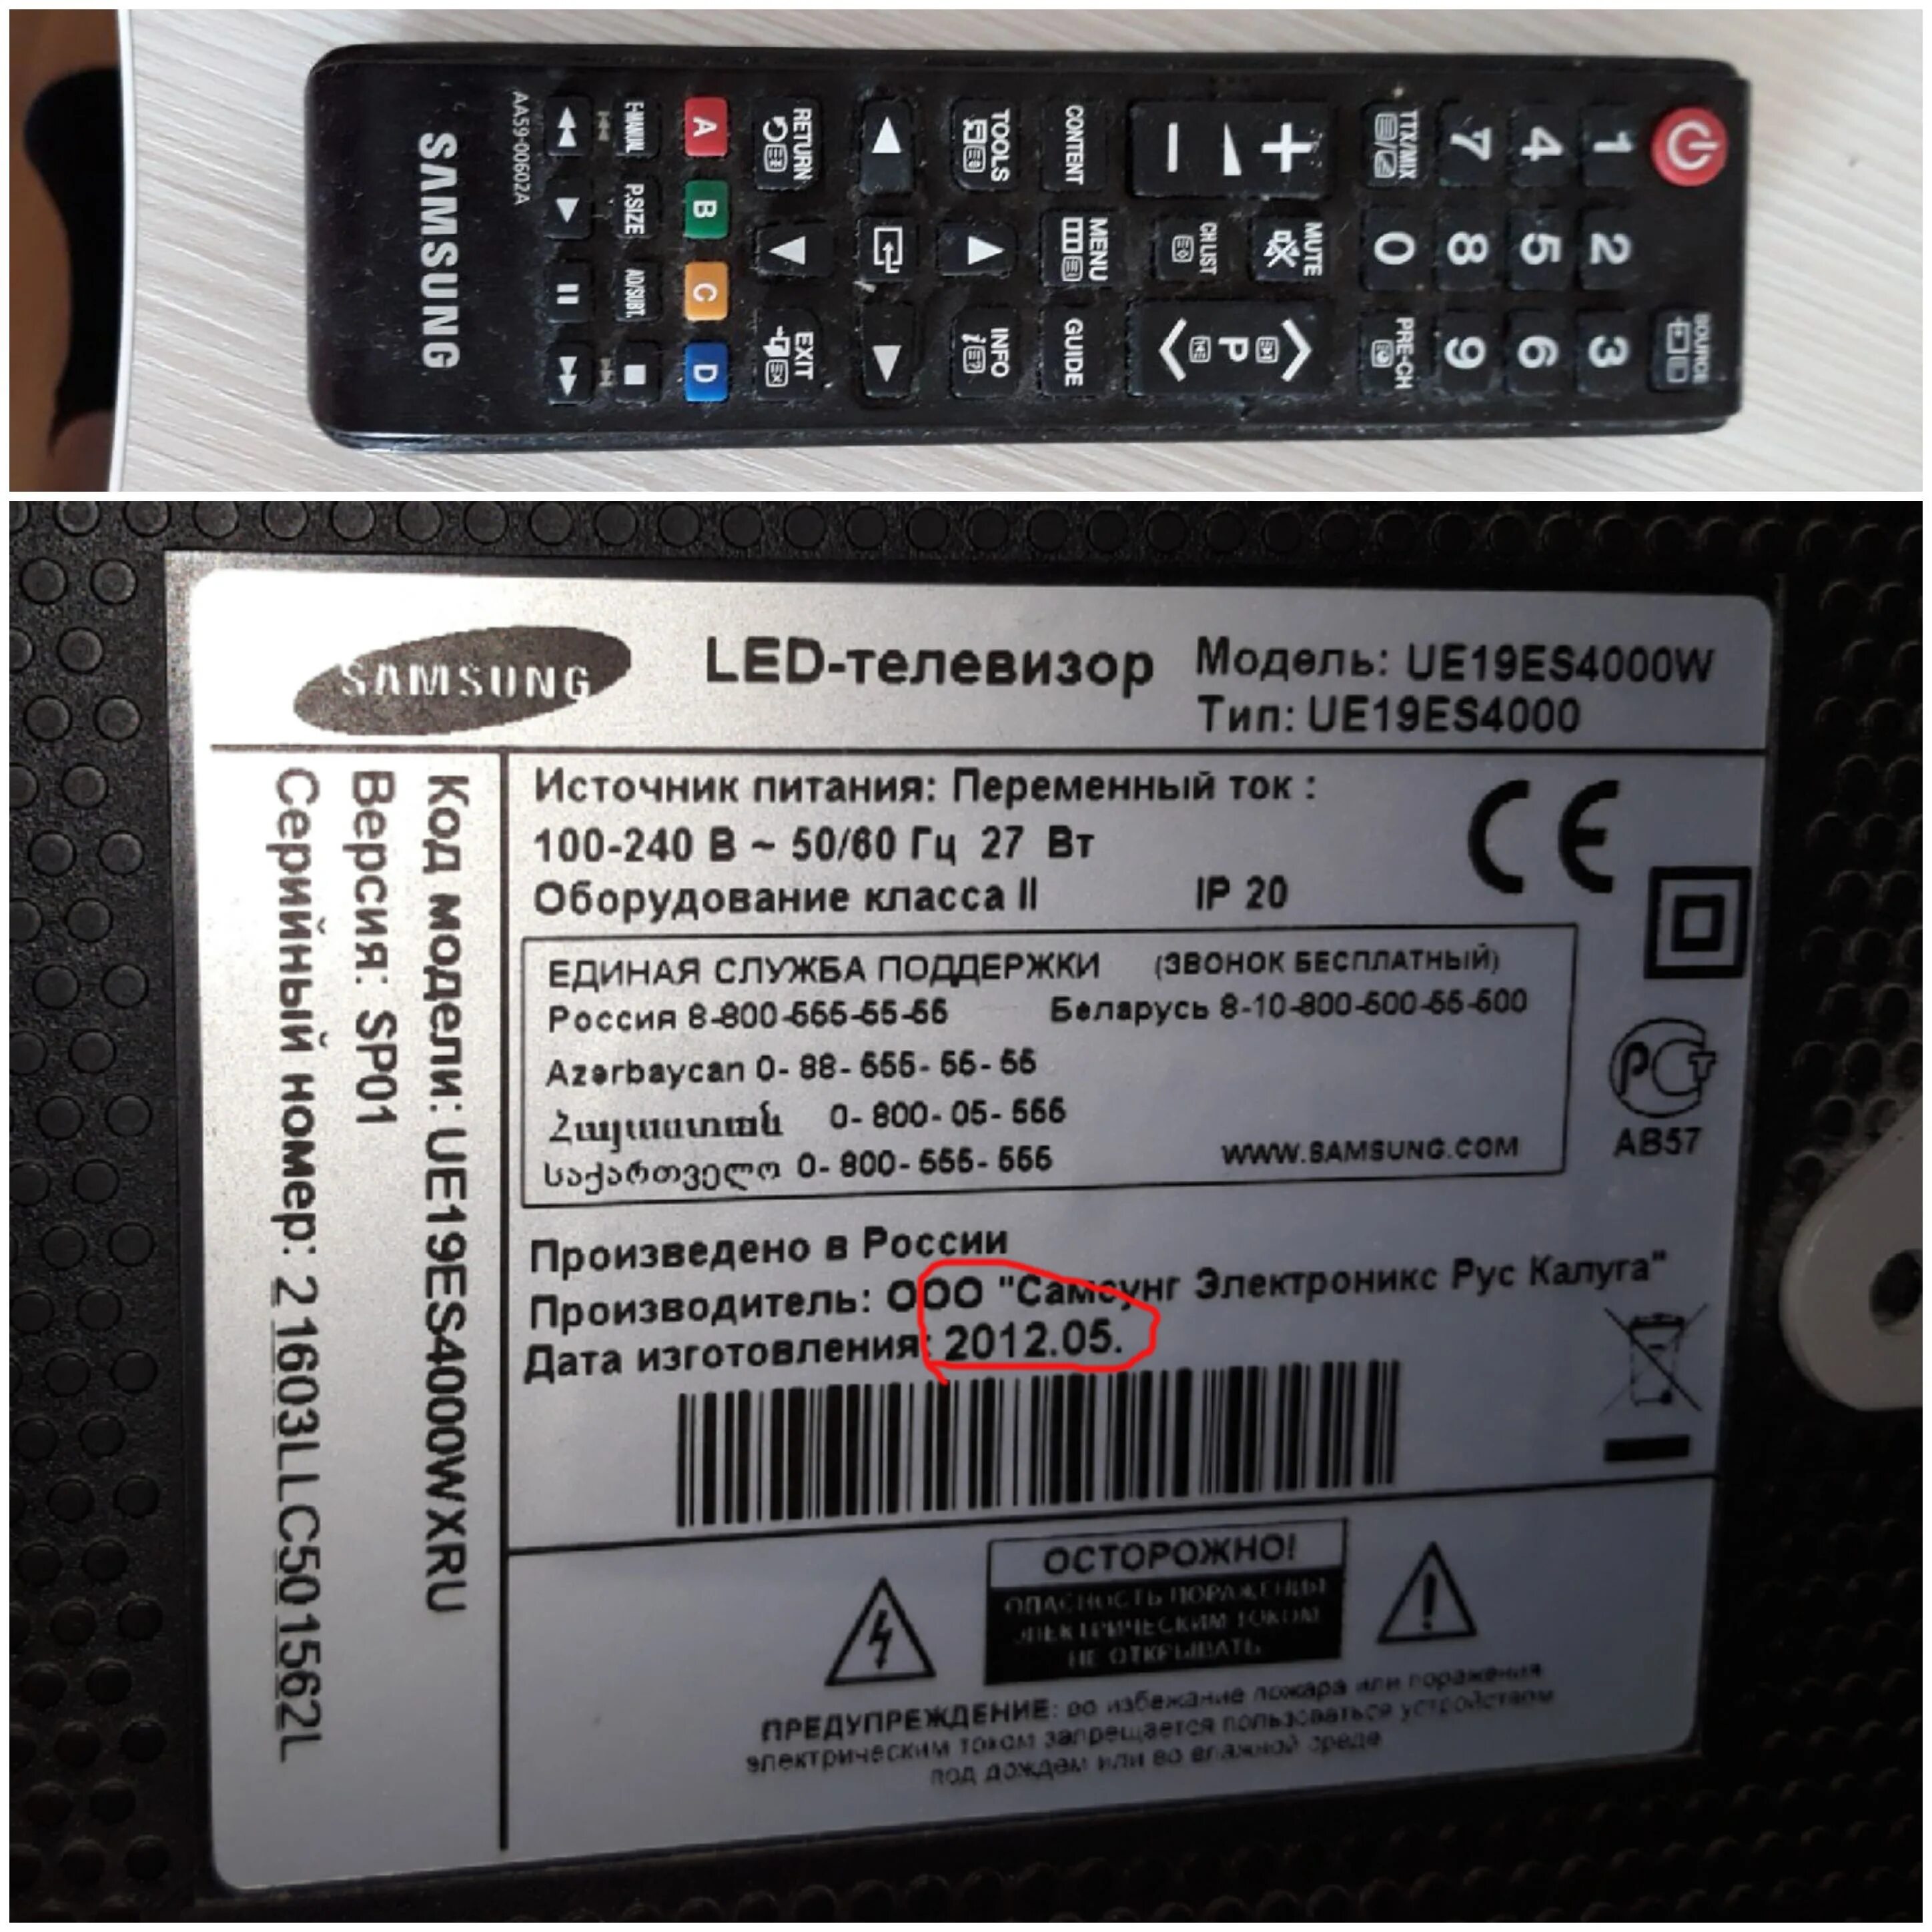 SOURCE
1 2 3
4 5 6
7 8 9
TTX/MIX 0 PRE-CH
+ MUTE
− CH LIST P
CONTENT MENU GUIDE
TOOLS INFO
RETURN EXIT
A B C D
E-MANUAL P.SIZE AD/SUBT.
AA59-00602A
SAMSUNG
SAMSUNG
LED-телевизор
Модель: UE19ES4000W
Тип: UE19ES4000
Код модели: UE19ES4000WXRU
Версия: SP01
Серийный номер: 21603LLC501562L
Источник питания: Переменный ток :
100-240 В ~ 50/60 Гц 27 Вт
Оборудование класса II IP 20
CE
ЕДИНАЯ СЛУЖБА ПОДДЕРЖКИ (ЗВОНОК БЕСПЛАТНЫЙ)
Россия 8-800-555-55-55 Беларусь 8-10-800-500-55-500
Azərbaycan 0- 88- 555- 55- 55
Հայաստան 0- 800- 05- 555
საქართველო 0- 800- 555- 555
WWW.SAMSUNG.COM
РСТ
АВ57
Произведено в России
Производитель: ООО "Самсунг Электроникс Рус Калуга"
Дата изготовления: 2012.05.
ОСТОРОЖНО!
ОПАСНОСТЬ ПОРАЖЕНИЯ
ЭЛЕКТРИЧЕСКИМ ТОКОМ
НЕ ОТКРЫВАТЬ
ПРЕДУПРЕЖДЕНИЕ: во избежание пожара или поражения
электрическим током запрещается пользоваться устройством
под дождем или во влажной среде